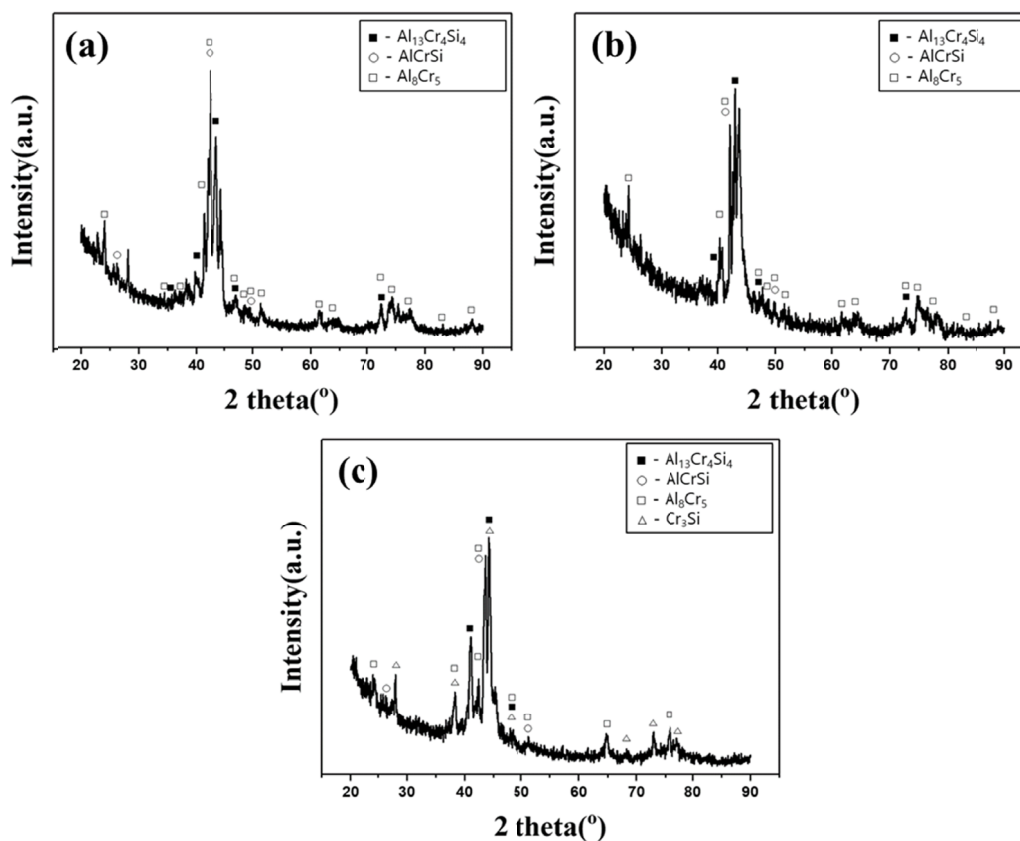 (a)
■ - Al₁₃Cr₄Si₄
○ - AlCrSi
□ - Al₈Cr₅
Intensity(a.u.)
20 30 40 50 60 70 80 90
2 theta(°)
(b)
■ - Al₁₃Cr₄Si₄
○ - AlCrSi
□ - Al₈Cr₅
Intensity(a.u.)
20 30 40 50 60 70 80 90
2 theta(°)
(c)
■ - Al₁₃Cr₄Si₄
○ - AlCrSi
□ - Al₈Cr₅
△ - Cr₃Si
Intensity(a.u.)
20 30 40 50 60 70 80 90
2 theta(°)